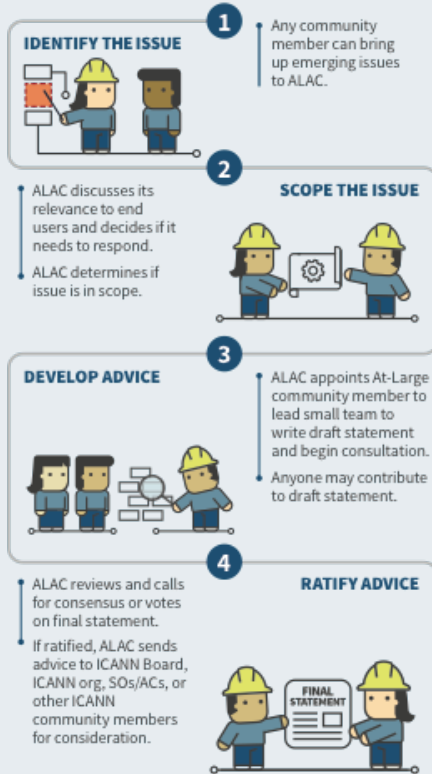 1
IDENTIFY THE ISSUE
Any community
member can bring
up emerging issues
to ALAC.
2
SCOPE THE ISSUE
ALAC discusses its
relevance to end
users and decides if it
needs to respond.
ALAC determines if
issue is in scope.
3
DEVELOP ADVICE
ALAC appoints At-Large
community member to
lead small team to
write draft statement
and begin consultation.
Anyone may contribute
to draft statement.
4
RATIFY ADVICE
ALAC reviews and calls
for consensus or votes
on final statement.
If ratified, ALAC sends
advice to ICANN Board,
ICANN org, SOs/ACs, or
other ICANN
community members
for consideration.
FINAL
STATEMENT